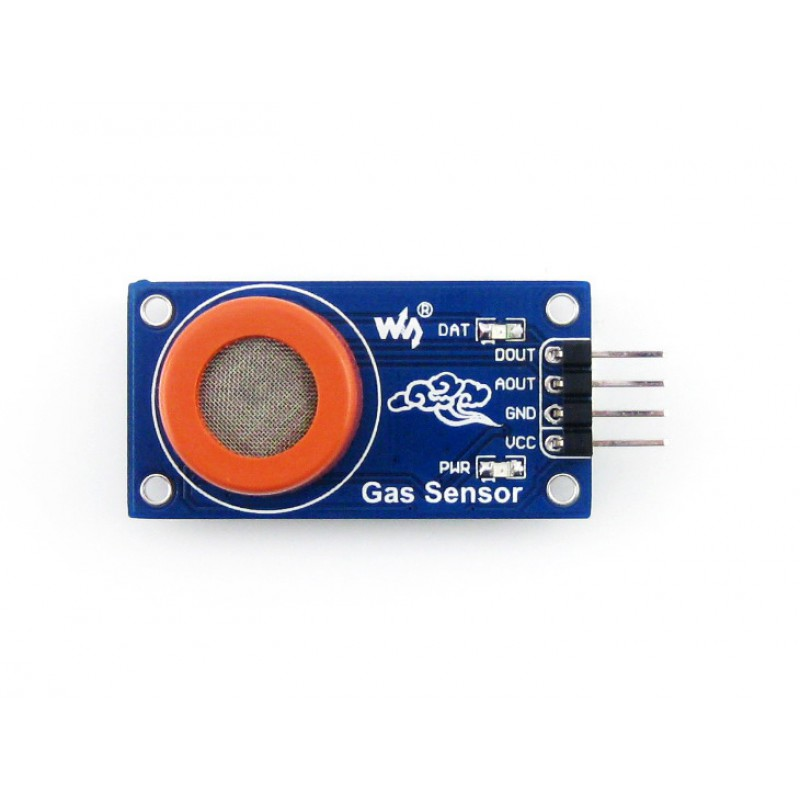 DAT
DOUT
AOUT
GND
VCC
PWR
Gas Sensor